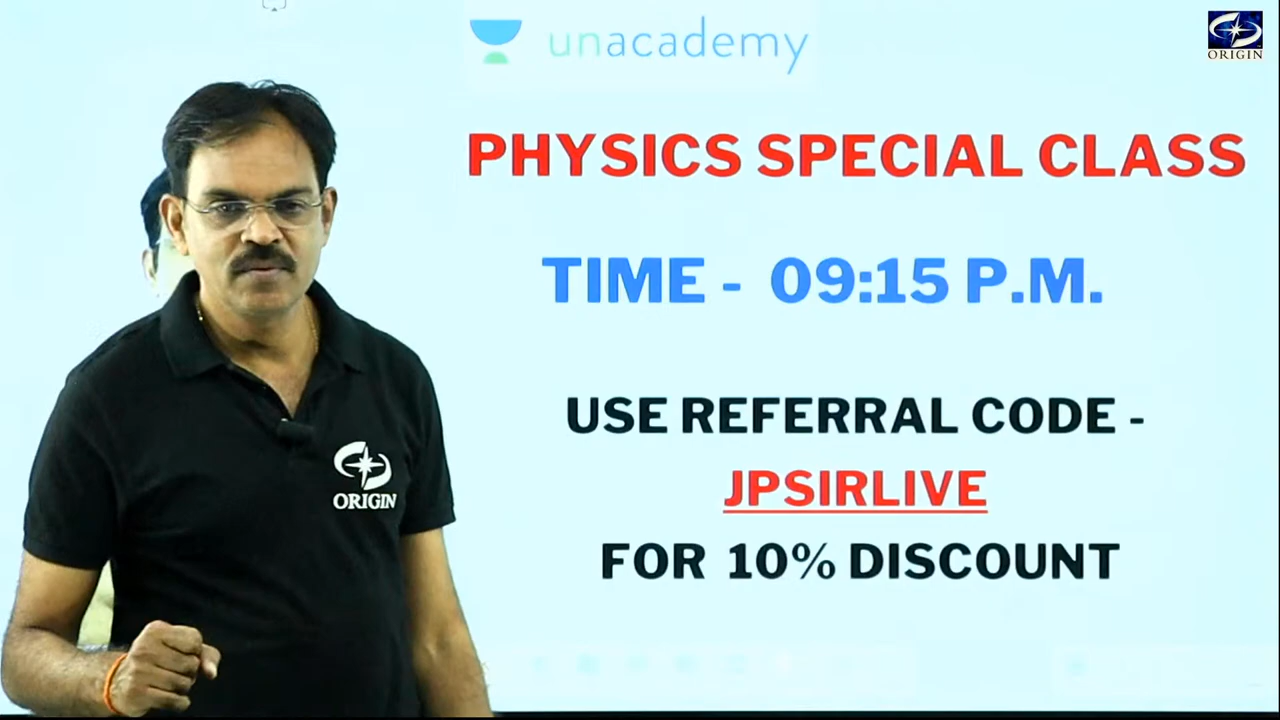 unacademy
ORIGIN
PHYSICS SPECIAL CLASS
TIME - 09:15 P.M.
USE REFERRAL CODE -
JPSIRLIVE
FOR 10% DISCOUNT
ORIGIN